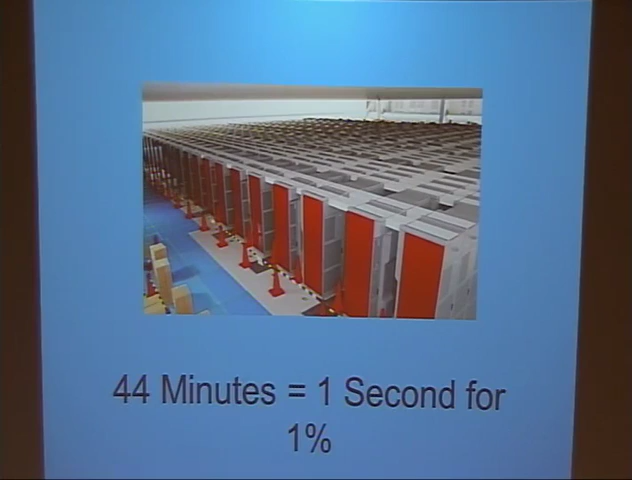 44 Minutes = 1 Second for
1%